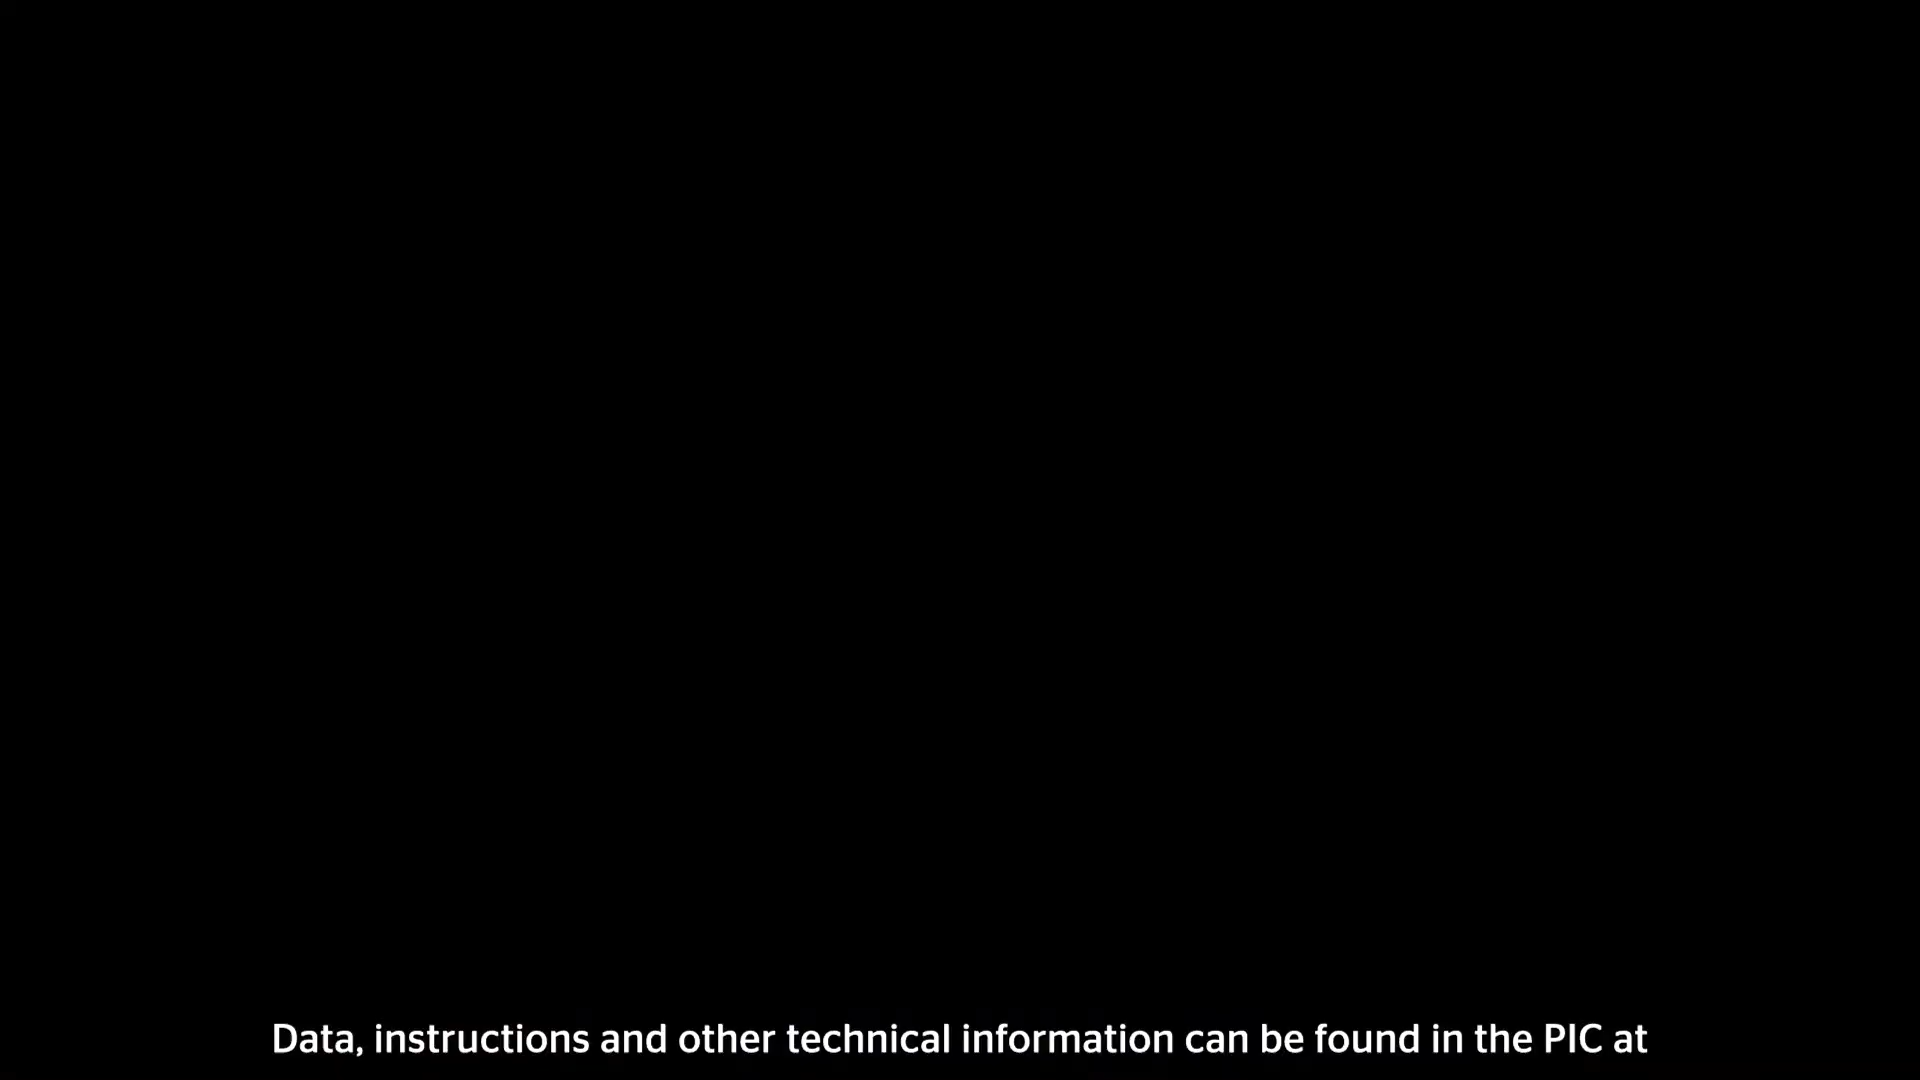 Data, instructions and other technical information can be found in the PIC at